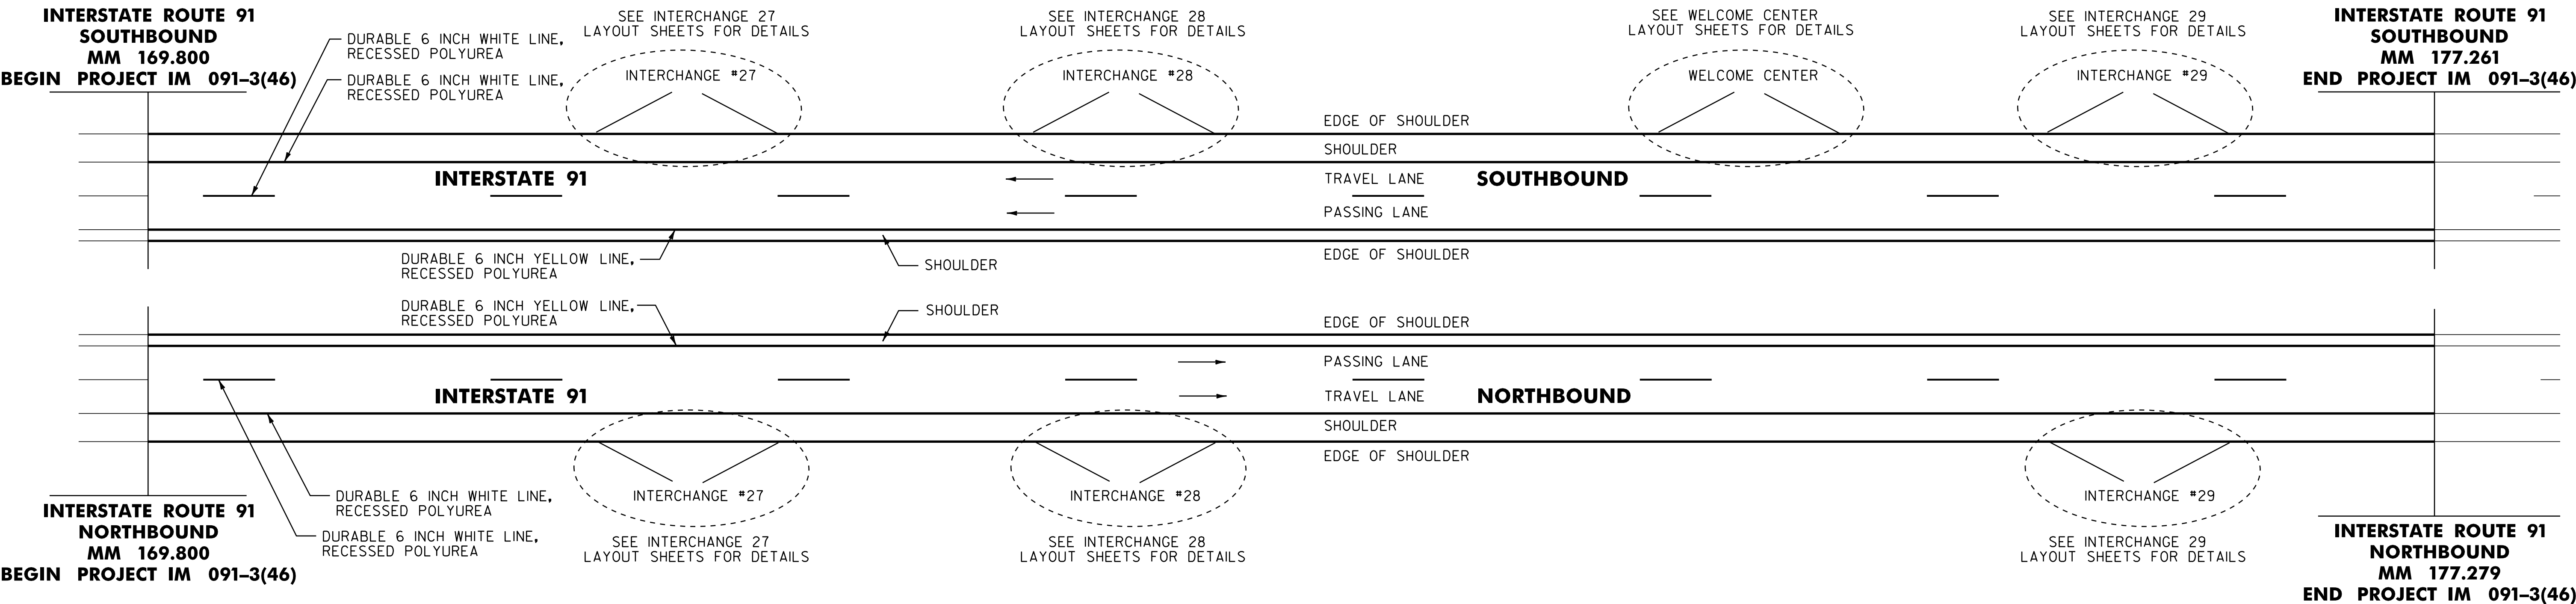 INTERSTATE ROUTE 91
SOUTHBOUND
MM 169.800
BEGIN PROJECT IM 091-3(46)
DURABLE 6 INCH WHITE LINE,
RECESSED POLYUREA
DURABLE 6 INCH WHITE LINE,
RECESSED POLYUREA
SEE INTERCHANGE 27
LAYOUT SHEETS FOR DETAILS
INTERCHANGE #27
SEE INTERCHANGE 28
LAYOUT SHEETS FOR DETAILS
INTERCHANGE #28
SEE WELCOME CENTER
LAYOUT SHEETS FOR DETAILS
WELCOME CENTER
SEE INTERCHANGE 29
LAYOUT SHEETS FOR DETAILS
INTERCHANGE #29
INTERSTATE ROUTE 91
SOUTHBOUND
MM 177.261
END PROJECT IM 091-3(46)
EDGE OF SHOULDER
SHOULDER
INTERSTATE 91
TRAVEL LANE
SOUTHBOUND
PASSING LANE
EDGE OF SHOULDER
DURABLE 6 INCH YELLOW LINE,
RECESSED POLYUREA
SHOULDER
DURABLE 6 INCH YELLOW LINE,
RECESSED POLYUREA
SHOULDER
EDGE OF SHOULDER
PASSING LANE
INTERSTATE 91
TRAVEL LANE
NORTHBOUND
SHOULDER
EDGE OF SHOULDER
INTERSTATE ROUTE 91
NORTHBOUND
MM 169.800
BEGIN PROJECT IM 091-3(46)
DURABLE 6 INCH WHITE LINE,
RECESSED POLYUREA
DURABLE 6 INCH WHITE LINE,
RECESSED POLYUREA
INTERCHANGE #27
SEE INTERCHANGE 27
LAYOUT SHEETS FOR DETAILS
INTERCHANGE #28
SEE INTERCHANGE 28
LAYOUT SHEETS FOR DETAILS
INTERCHANGE #29
SEE INTERCHANGE 29
LAYOUT SHEETS FOR DETAILS
INTERSTATE ROUTE 91
NORTHBOUND
MM 177.279
END PROJECT IM 091-3(46)